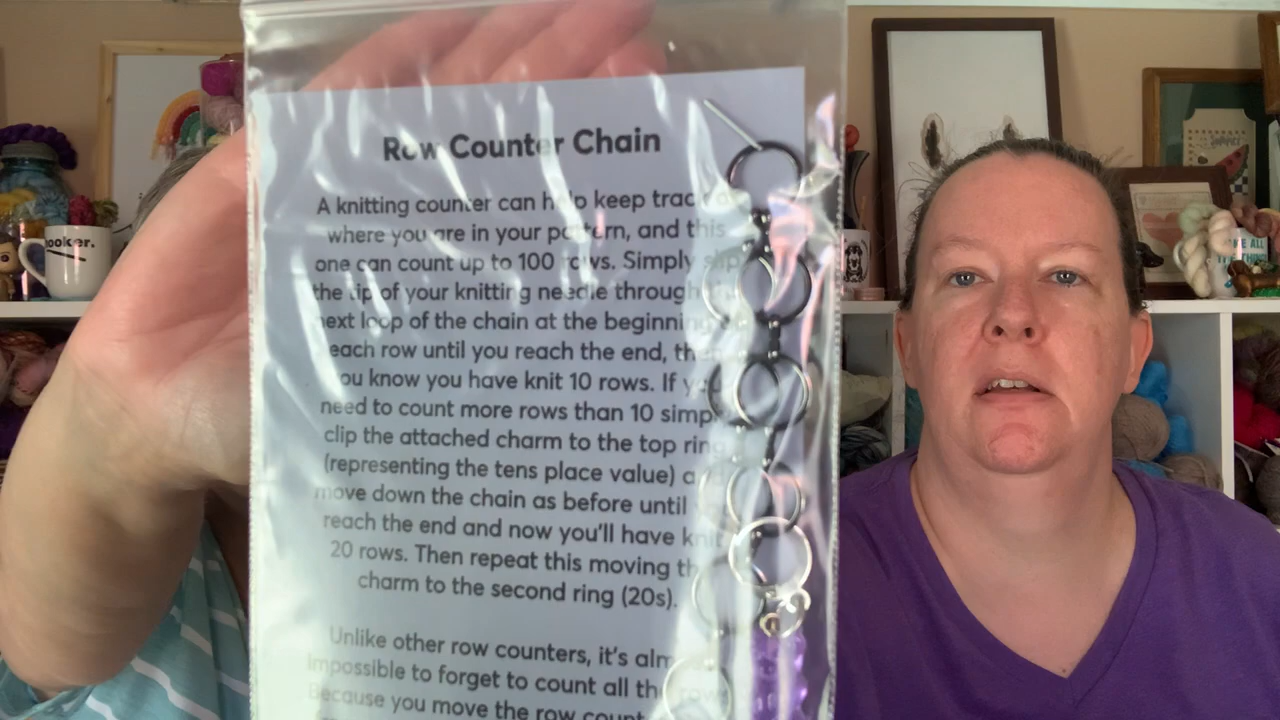 Row Counter Chain
A knitting counter can help keep track
where you are in your pattern, and this
one can count up to 100 rows. Simply slip
the tip of your knitting needle through
next loop of the chain at the beginning
each row until you reach the end, then
you know you have knit 10 rows. If you
need to count more rows than 10 simply
clip the attached charm to the top ring
(representing the tens place value) and
move down the chain as before until
reach the end and now you'll have knit
20 rows. Then repeat this moving the
charm to the second ring (20s).
Unlike other row counters, it's almost
impossible to forget to count all the rows
Because you move the row counter
hooker.